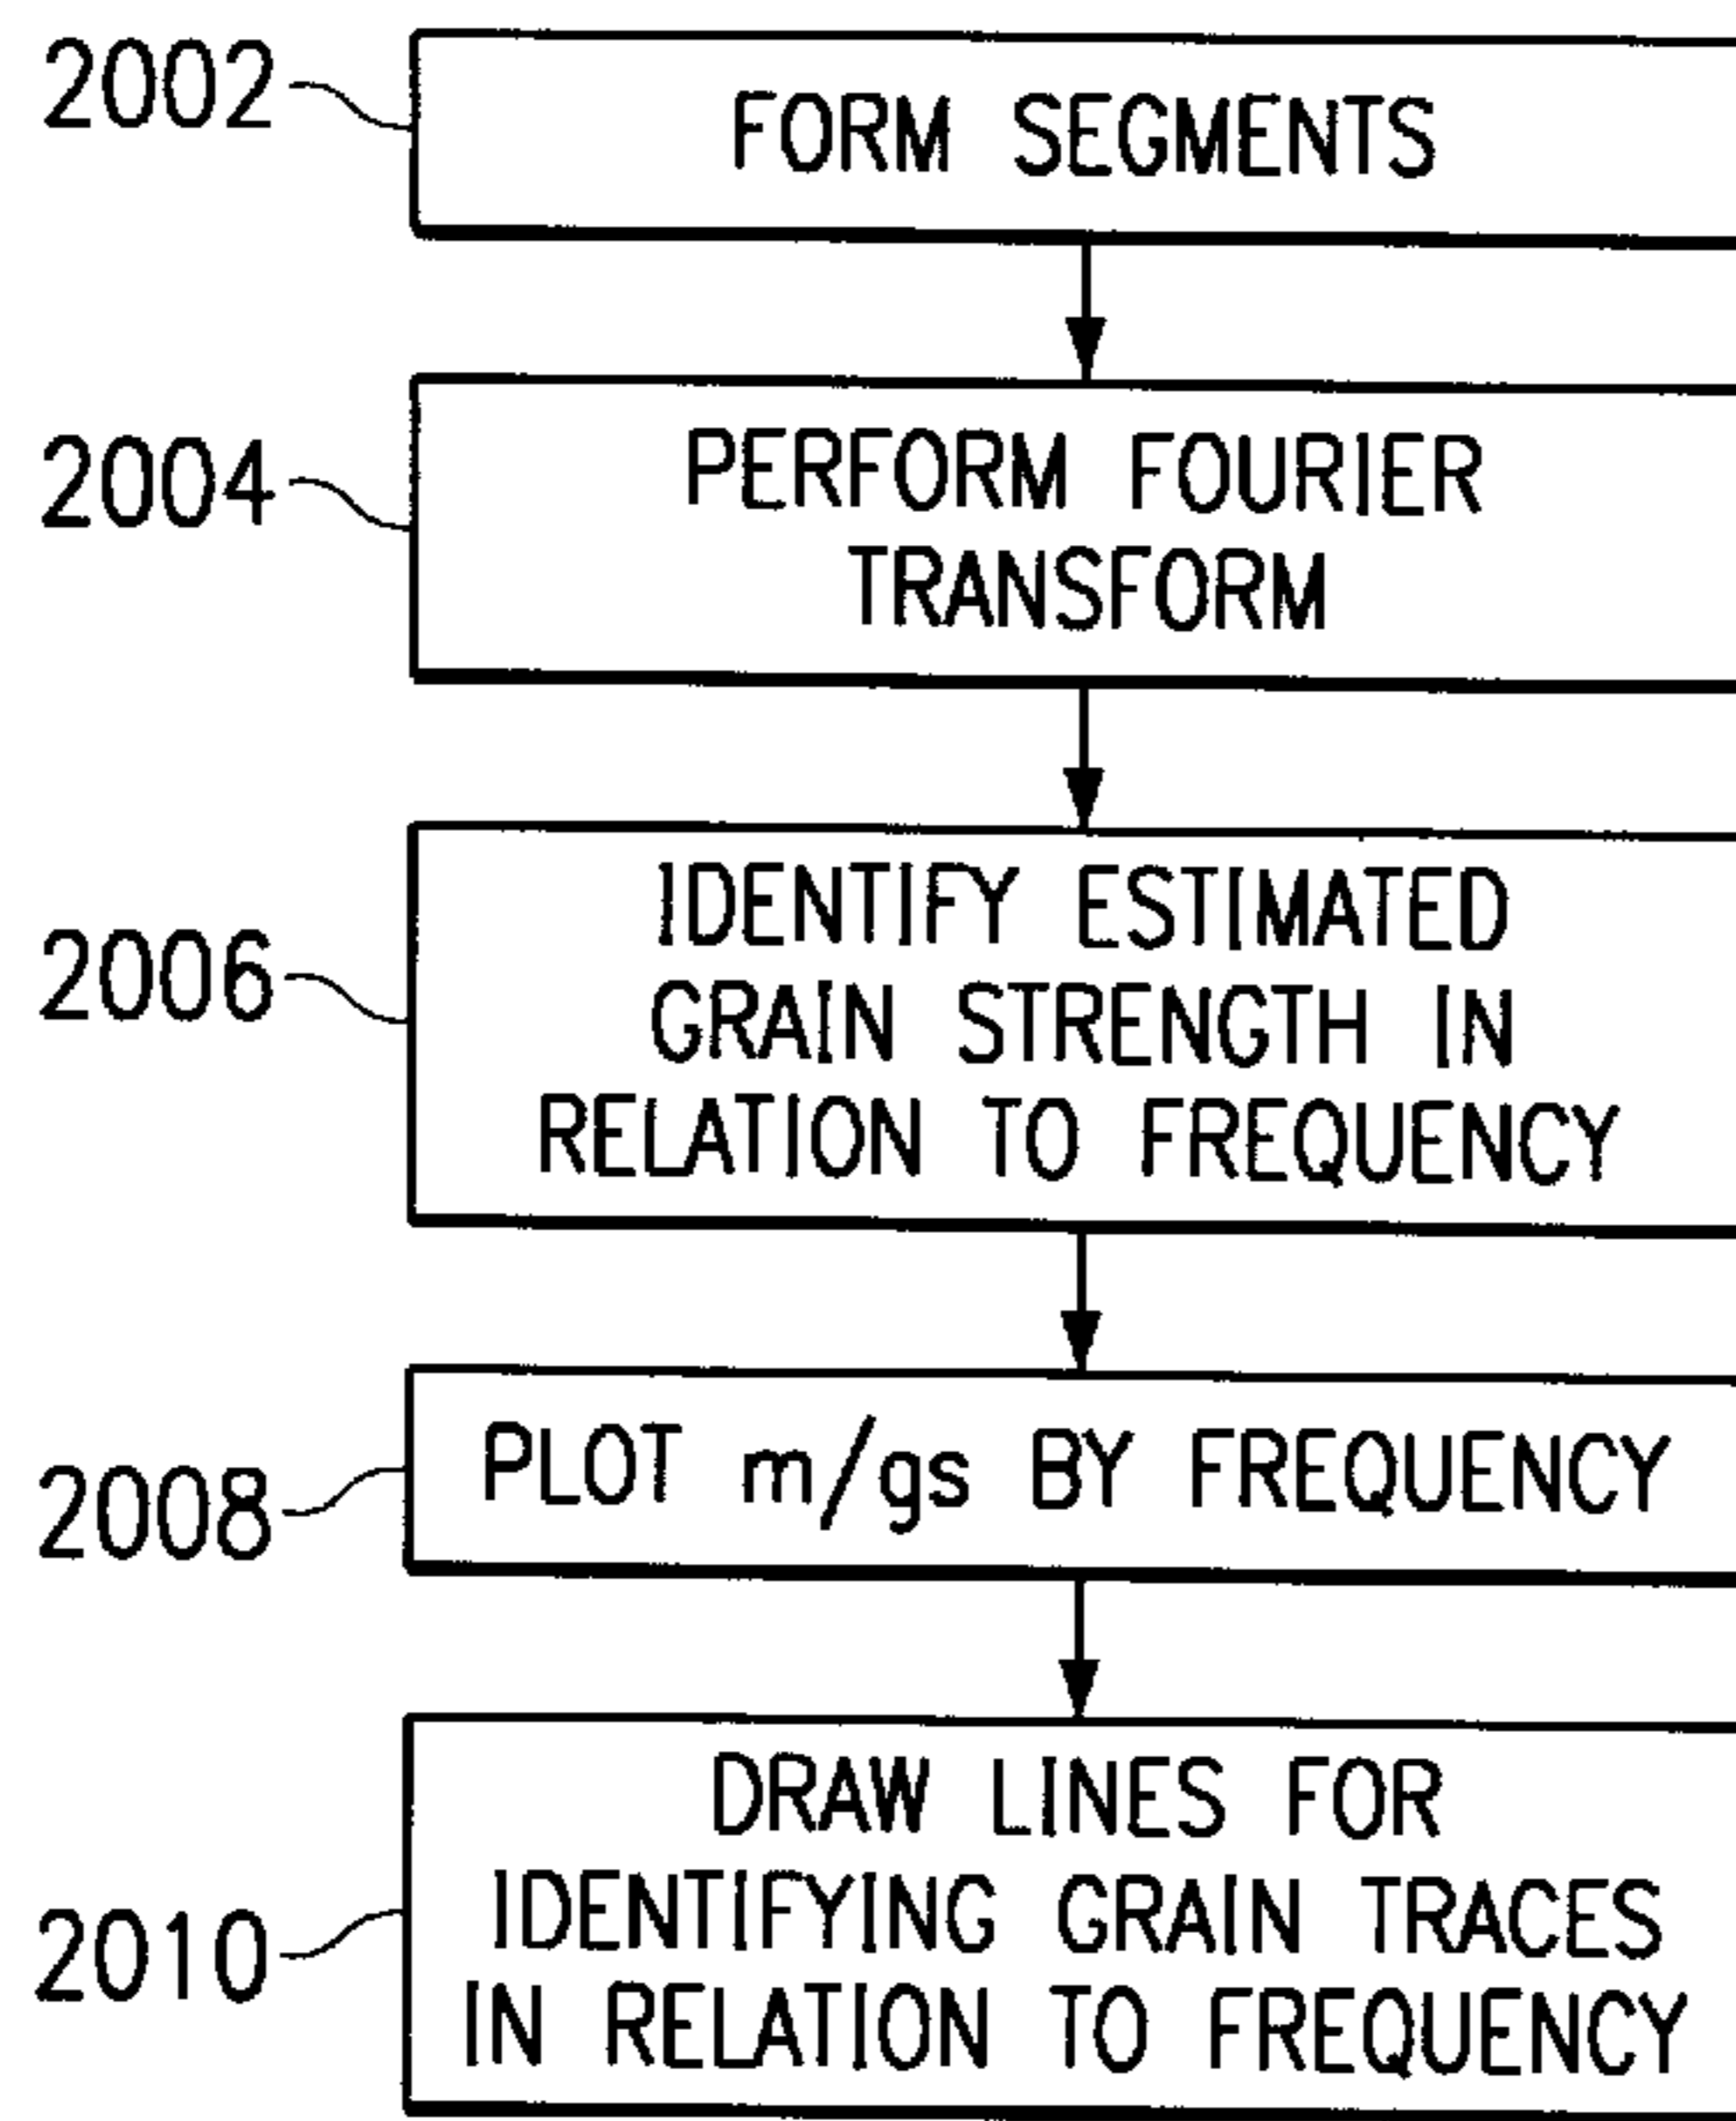 2002
FORM SEGMENTS
2004
PERFORM FOURIER
TRANSFORM
2006
IDENTIFY ESTIMATED
GRAIN STRENGTH IN
RELATION TO FREQUENCY
2008
PLOT m/gs BY FREQUENCY
2010
DRAW LINES FOR
IDENTIFYING GRAIN TRACES
IN RELATION TO FREQUENCY